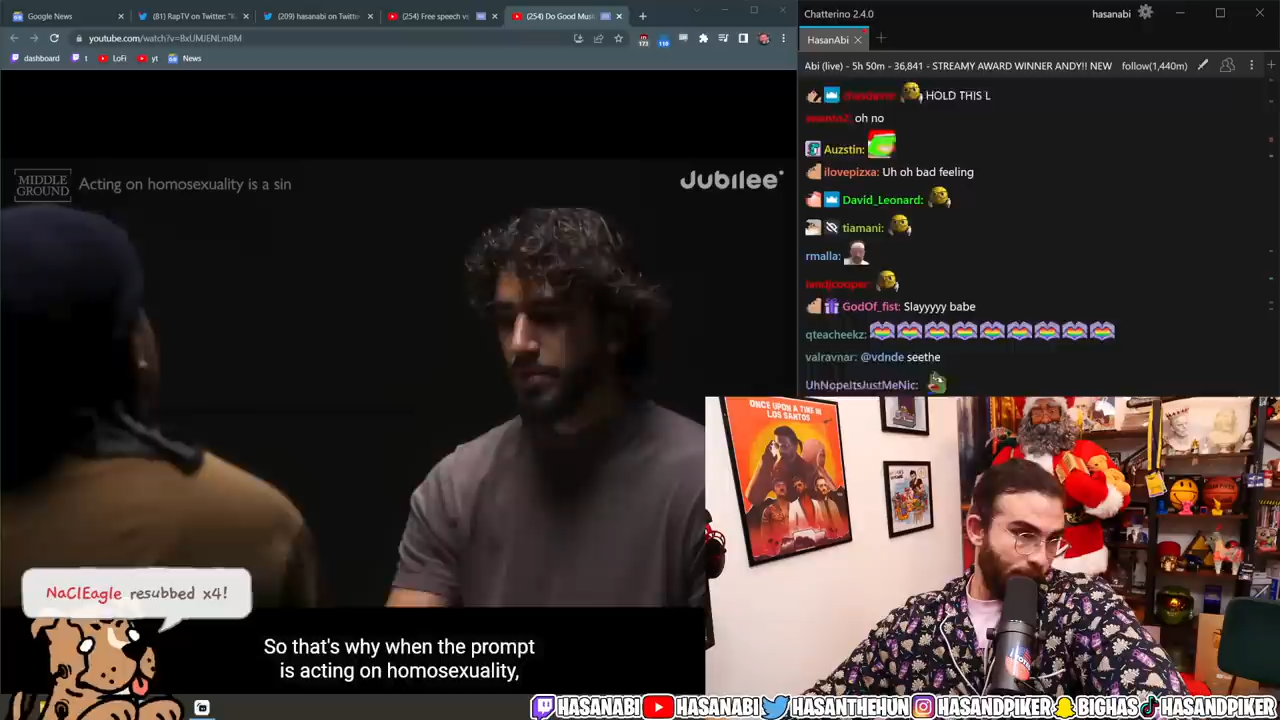 Google News
(81) RapTV on Twitter: "R
(209) hasanabi on Twitte
(254) Free speech v
(254) Do Good Mus
youtube.com/watch?v=BxUMJENLmBM
173
110
dashboard
t
LoFi
yt
News
MIDDLE
GROUND
Acting on homosexuality is a sin
Jubilee
NaClEagle resubbed x4!
So that's why when the prompt
is acting on homosexuality,
Chatterino 2.4.0
hasanabi
HasanAbi
Abi (live) - 5h 50m - 36,841 - STREAMY AWARD WINNER ANDY!! NEW
follow(1,440m)
HOLD THIS L
oh no
Auzstin:
ilovepizxa: Uh oh bad feeling
David_Leonard:
tiamani:
rmalla:
GodOf_fist: Slayyyyy babe
qteacheekz:
valravnar: @vdnde seethe
UhNopeItsJustMeNic:
ONCE UPON A TIME IN
LOS SANTOS
HASANABI
HASANABI
HASANTHEHUN
HASANDPIKER
BIGHAS
HASANDPIKER